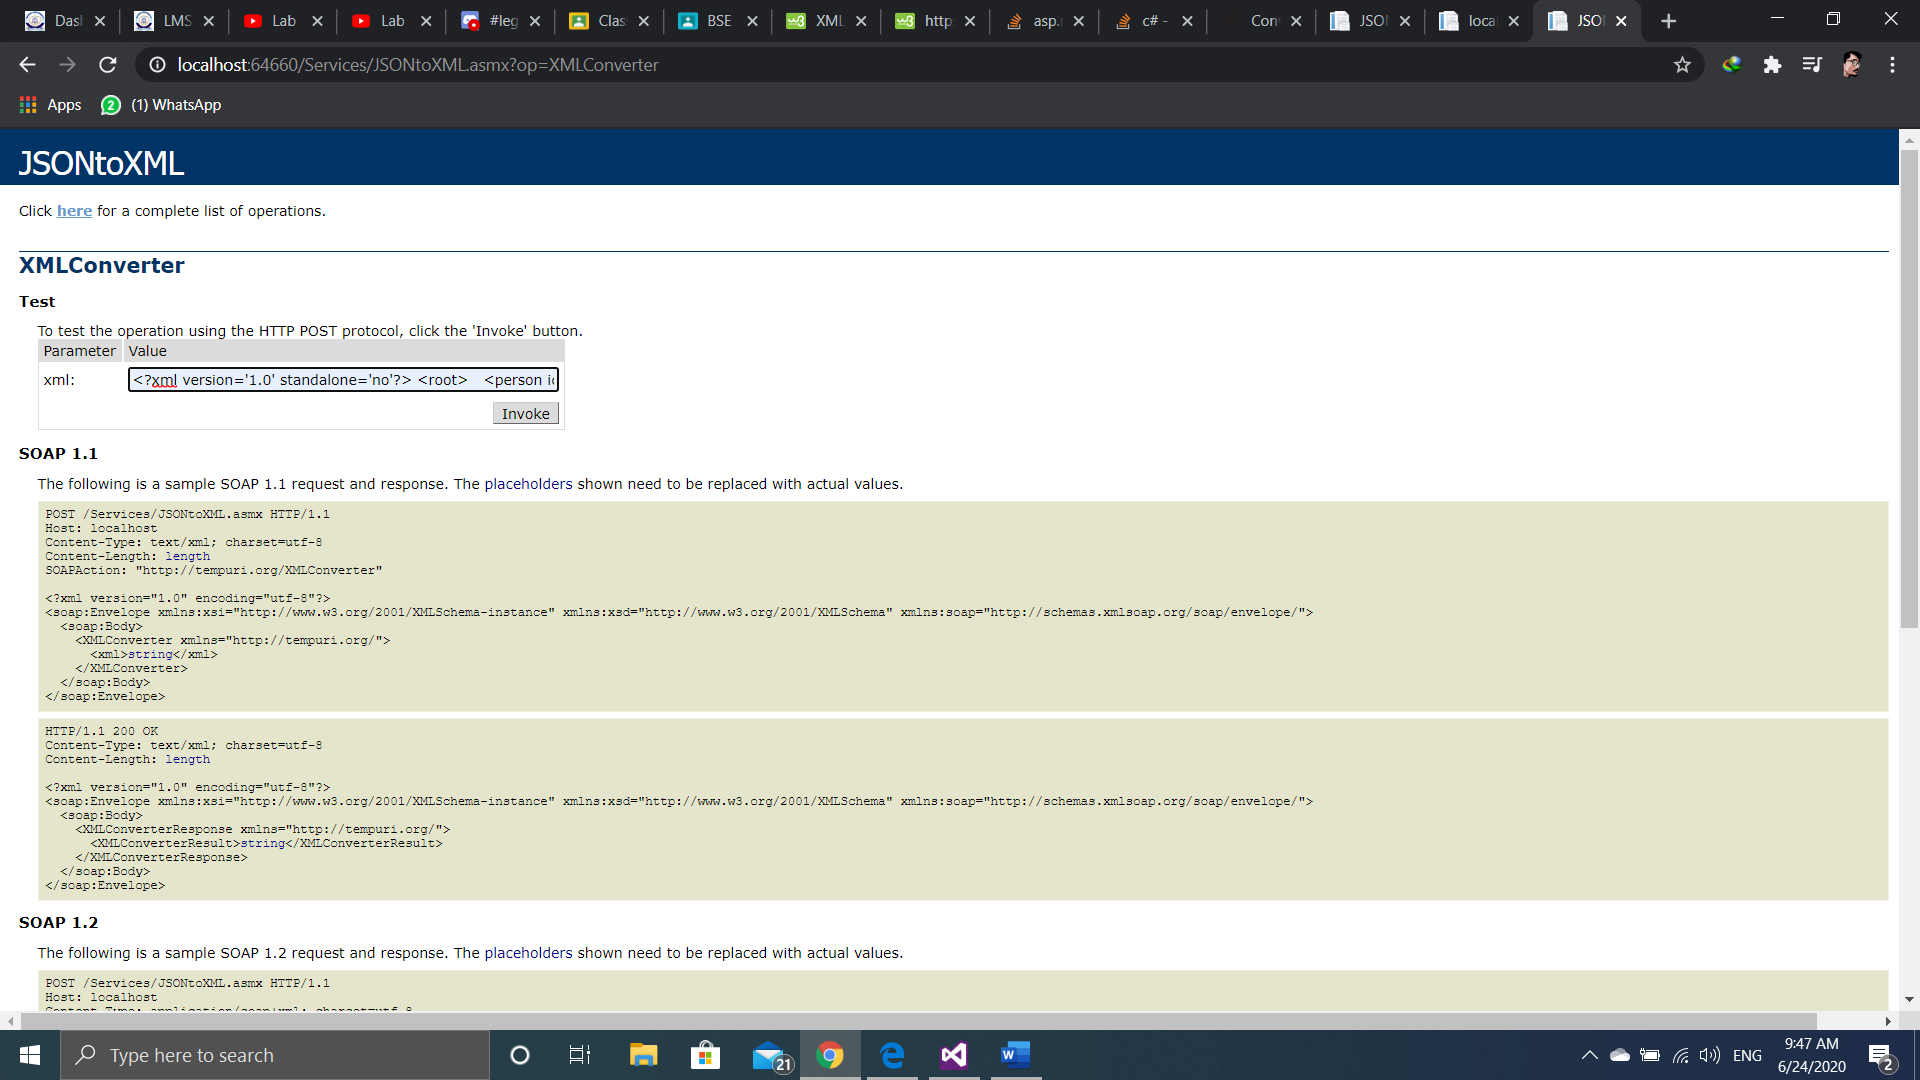 Das
LMS
Lab
Lab
#leg
Clas
BSE
XML
http
asp.n
c# -
Con
JSO
loca
JSO
localhost:64660/Services/JSONtoXML.asmx?op=XMLConverter
Apps
2
(1) WhatsApp
JSONtoXML
Click here for a complete list of operations.
XMLConverter
Test
To test the operation using the HTTP POST protocol, click the 'Invoke' button.
Parameter Value
xml: <?xml version='1.0' standalone='no'?> <root> <person i
Invoke
SOAP 1.1
The following is a sample SOAP 1.1 request and response. The placeholders shown need to be replaced with actual values.
POST /Services/JSONtoXML.asmx HTTP/1.1
Host: localhost
Content-Type: text/xml; charset=utf-8
Content-Length: length
SOAPAction: "http://tempuri.org/XMLConverter"
<?xml version="1.0" encoding="utf-8"?>
<soap:Envelope xmlns:xsi="http://www.w3.org/2001/XMLSchema-instance" xmlns:xsd="http://www.w3.org/2001/XMLSchema" xmlns:soap="http://schemas.xmlsoap.org/soap/envelope/">
<soap:Body>
<XMLConverter xmlns="http://tempuri.org/">
<xml>string</xml>
</XMLConverter>
</soap:Body>
</soap:Envelope>
HTTP/1.1 200 OK
Content-Type: text/xml; charset=utf-8
Content-Length: length
<?xml version="1.0" encoding="utf-8"?>
<soap:Envelope xmlns:xsi="http://www.w3.org/2001/XMLSchema-instance" xmlns:xsd="http://www.w3.org/2001/XMLSchema" xmlns:soap="http://schemas.xmlsoap.org/soap/envelope/">
<soap:Body>
<XMLConverterResponse xmlns="http://tempuri.org/">
<XMLConverterResult>string</XMLConverterResult>
</XMLConverterResponse>
</soap:Body>
</soap:Envelope>
SOAP 1.2
The following is a sample SOAP 1.2 request and response. The placeholders shown need to be replaced with actual values.
POST /Services/JSONtoXML.asmx HTTP/1.1
Host: localhost
Content-Type: application/soap+xml; charset=utf-8
Type here to search
21
ENG
9:47 AM
6/24/2020
2